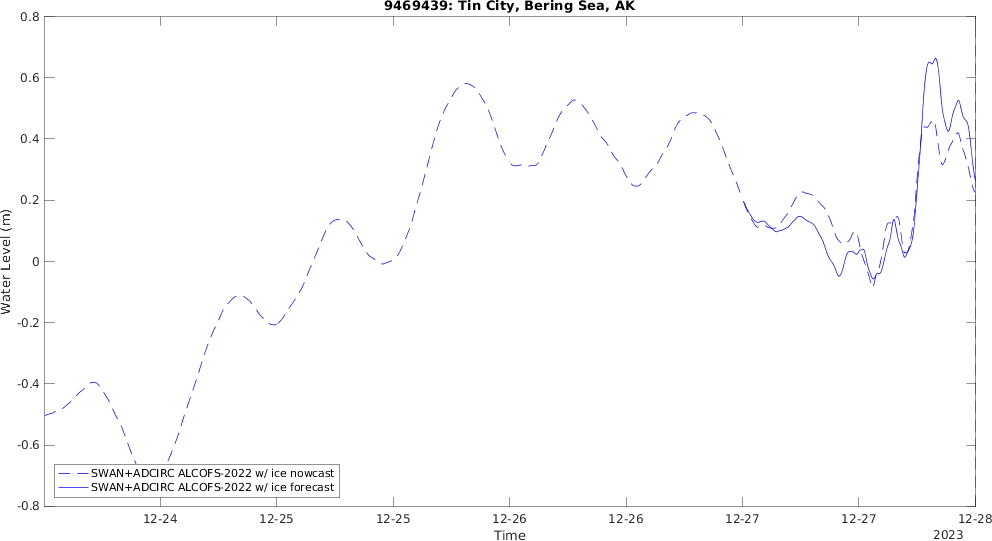 9469439: Tin City, Bering Sea, AK
0.8
0.6
0.4
0.2
0
-0.2
-0.4
-0.6
-0.8
Water Level (m)
SWAN+ADCIRC ALCOFS-2022 w/ ice nowcast
SWAN+ADCIRC ALCOFS-2022 w/ ice forecast
12-24 12-25 12-25 12-26 12-26 12-27 12-27 12-28
Time
2023